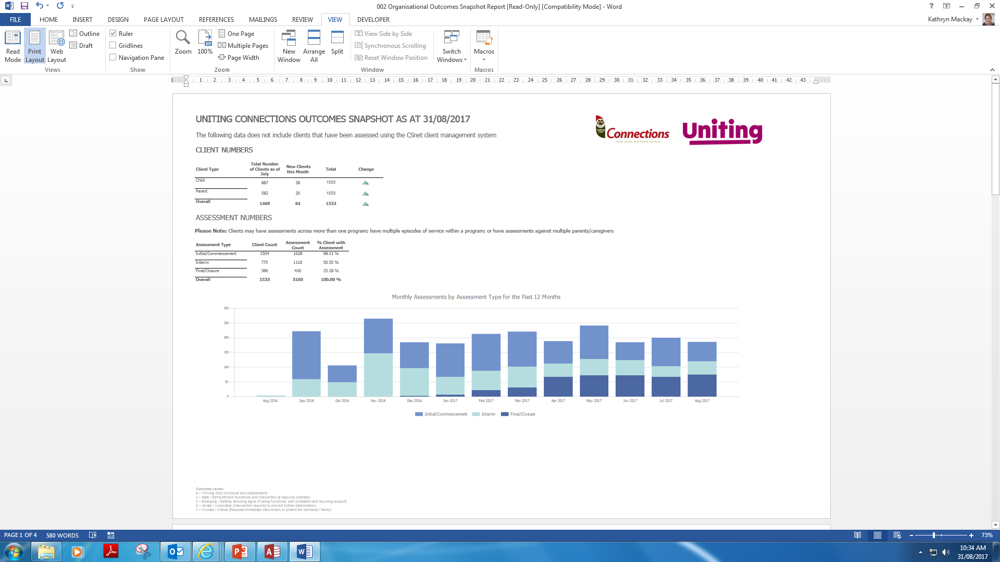 002 Organisational Outcomes Snapshot Report [Read-Only] [Compatibility Mode] - Word
FILE HOME INSERT DESIGN PAGE LAYOUT REFERENCES MAILINGS REVIEW VIEW DEVELOPER Kathryn Mackay
Read Mode
Print Layout
Web Layout
Outline
Draft
Views
Ruler
Gridlines
Navigation Pane
Show
Zoom
100%
One Page
Multiple Pages
Page Width
Zoom
New Window
Arrange All
Split
View Side by Side
Synchronous Scrolling
Reset Window Position
Window
Switch Windows
Macros
Macros
1 1 2 3 4 5 6 7 8 9 10 11 12 13 14 15 16 17 18 19 20 21 22 23 24 25 26 27 28 29 30 31 32 33 34 35 36 37 38 39 40 41 42 43
UNITING CONNECTIONS OUTCOMES SNAPSHOT AS AT 31/08/2017
Connections
child, youth and family services
Uniting
The following data does not include clients that have been assessed using the CSnet client management system
CLIENT NUMBERS
Client Type | Total Number of Clients as of July | New Clients this Month | Total | Change
Child 887 38 1533
Parent 582 26 1533
Overall 1469 64 1533
ASSESSMENT NUMBERS
Please Note: Clients may have assessments across more than one program; have multiple episodes of service within a program; or have assessments against multiple parents/caregivers
Assessment Type | Client Count | Assessment Count | % Client with Assessment
Initial/Commencement 1504 1628 98.11 %
Interim 775 1116 50.55 %
Final/Closure 386 416 25.18 %
Overall 1533 3160 100.00 %
Monthly Assessments by Assessment Type for the Past 12 Months
300
250
200
150
100
50
0
Aug 2016 Sep 2016 Oct 2016 Nov 2016 Dec 2016 Jan 2017 Feb 2017 Mar 2017 Apr 2017 May 2017 Jun 2017 Jul 2017 Aug 2017
Initial/Commencement Interim Final/Closure
Outcome Levels:
5 – Thriving (fully functional and independent)
4 – Safe / Self-sufficient (functional and intervention is resource oriented)
3 – Emerging / Settling (showing signs of being functional, with consistent and recurring support)
2 – At-risk / Vulnerable (intervention required to prevent further deterioration)
1 – In-crisis / Critical (Requires immediate intervention to protect the individual / family)
PAGE 1 OF 4 580 WORDS 73%
10:34 AM
31/08/2017